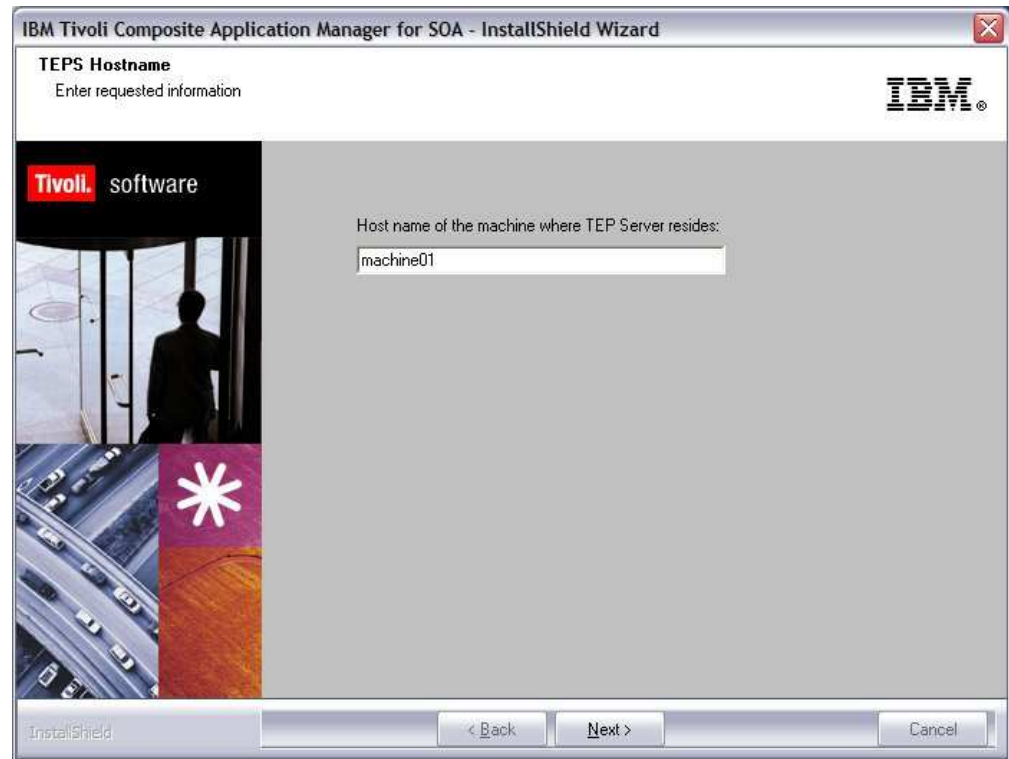 IBM Tivoli Composite Application Manager for SOA - InstallShield Wizard
TEPS Hostname
Enter requested information
IBM®
Tivoli. software
Host name of the machine where TEP Server resides:
machine01
InstallShield
< Back Next > Cancel